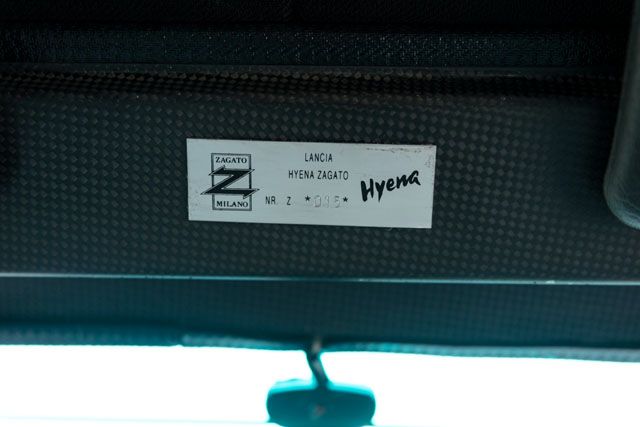 ZAGATO
Z
MILANO
LANCIA
HYENA ZAGATO
NR. Z
Hyena